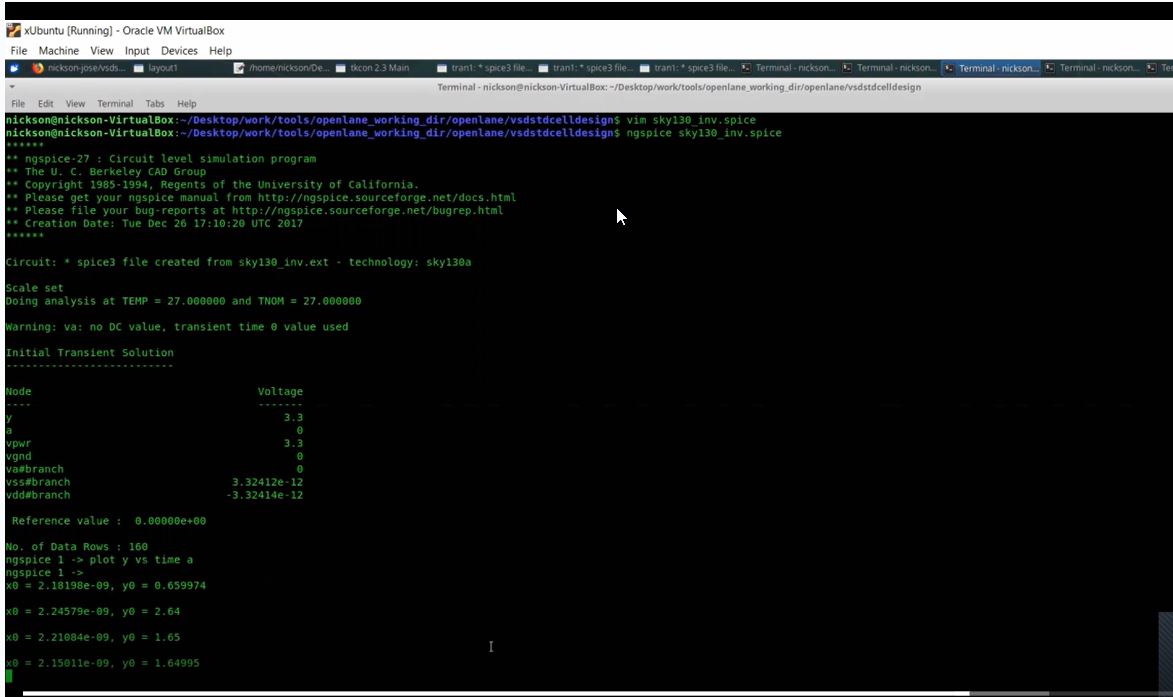 xUbuntu [Running] - Oracle VM VirtualBox
File Machine View Input Devices Help
nickson-jose/vsds... layout1 /home/nickson/De... tkcon 2.3 Main tran1: * spice3 file... tran1: * spice3 file... tran1: * spice3 file... Terminal - nickson... Terminal - nickson... Terminal - nickson... Terminal - nickson... Te
Terminal - nickson@nickson-VirtualBox: ~/Desktop/work/tools/openlane_working_dir/openlane/vsdstdcelldesign
File Edit View Terminal Tabs Help
nickson@nickson-VirtualBox:~/Desktop/work/tools/openlane_working_dir/openlane/vsdstdcelldesign$ vim sky130_inv.spice
nickson@nickson-VirtualBox:~/Desktop/work/tools/openlane_working_dir/openlane/vsdstdcelldesign$ ngspice sky130_inv.spice
******
** ngspice-27 : Circuit level simulation program
** The U. C. Berkeley CAD Group
** Copyright 1985-1994, Regents of the University of California.
** Please get your ngspice manual from http://ngspice.sourceforge.net/docs.html
** Please file your bug-reports at http://ngspice.sourceforge.net/bugrep.html
** Creation Date: Tue Dec 26 17:10:20 UTC 2017
******
Circuit: * spice3 file created from sky130_inv.ext - technology: sky130a
Scale set
Doing analysis at TEMP = 27.000000 and TNOM = 27.000000
Warning: va: no DC value, transient time 0 value used
Initial Transient Solution
--------------------------
Node Voltage
---- -------
y 3.3
a 0
vpwr 3.3
vgnd 0
va#branch 0
vss#branch 3.32412e-12
vdd#branch -3.32414e-12
Reference value : 0.00000e+00
No. of Data Rows : 160
ngspice 1 -> plot y vs time a
ngspice 1 ->
x0 = 2.18198e-09, y0 = 0.659974
x0 = 2.24579e-09, y0 = 2.64
x0 = 2.21084e-09, y0 = 1.65
x0 = 2.15011e-09, y0 = 1.64995